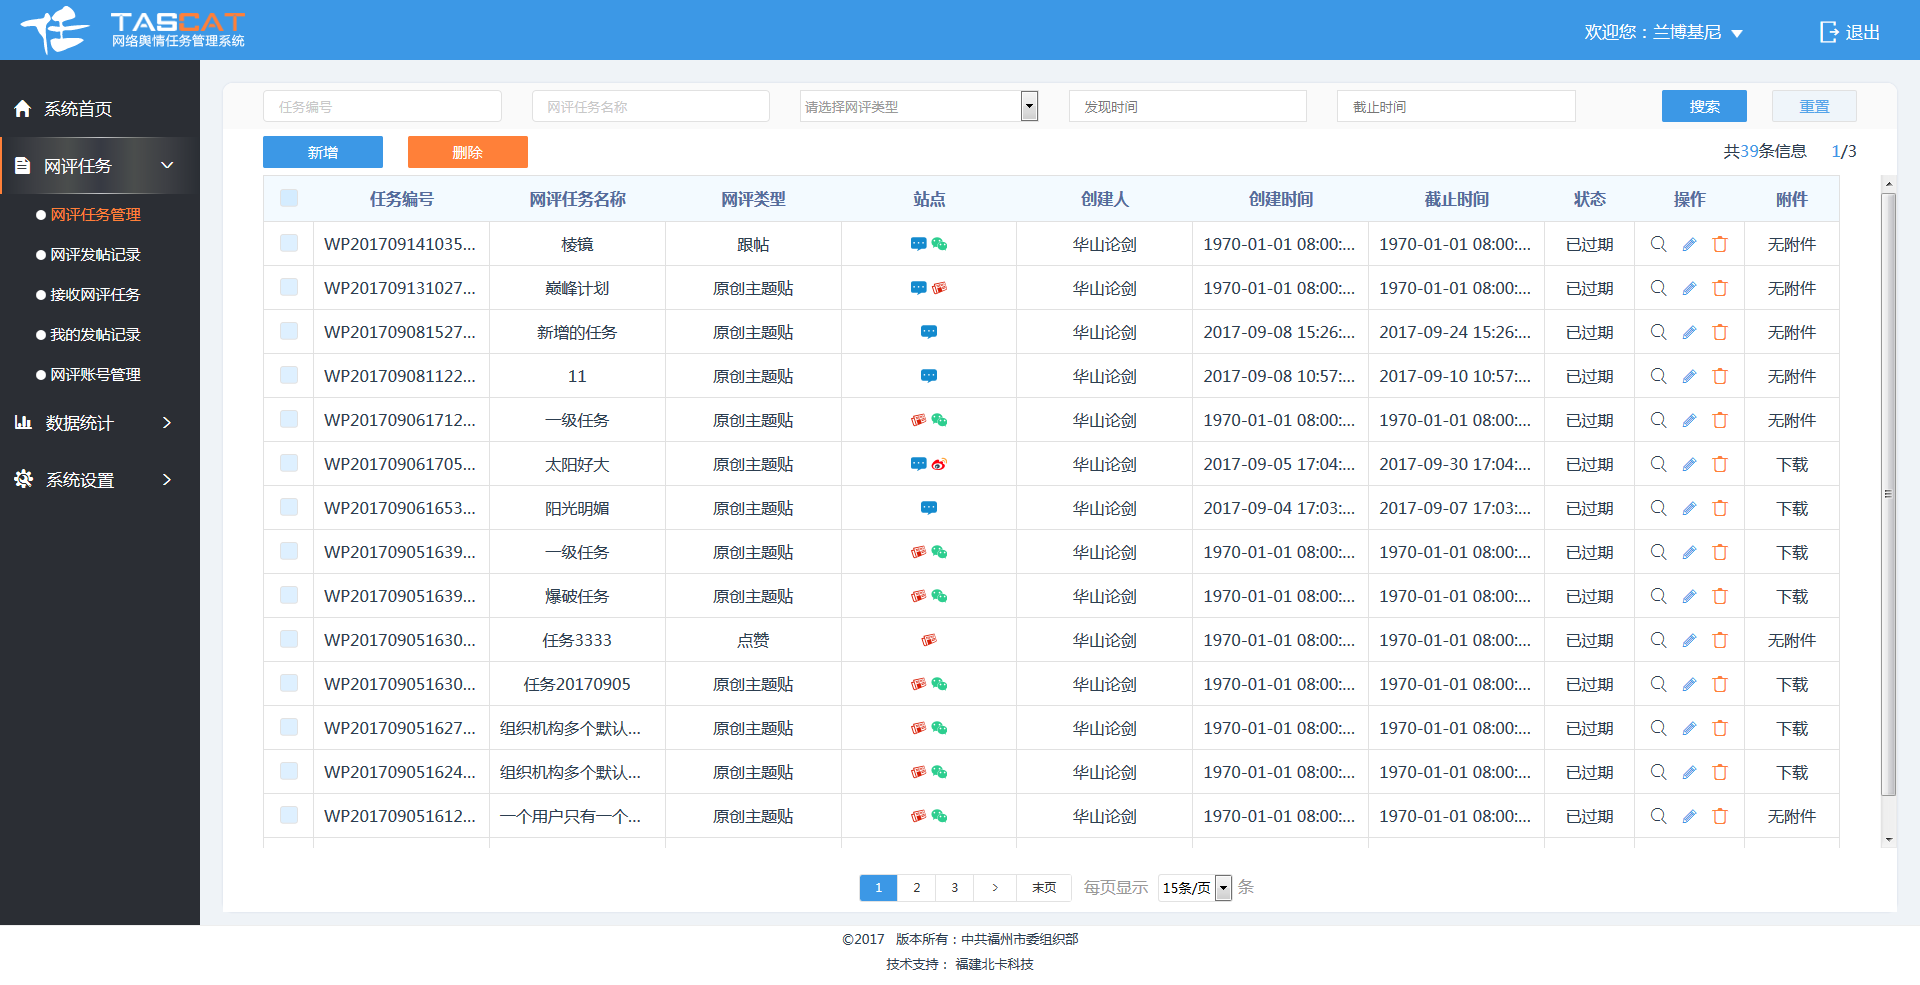 TASCAT
网络舆情任务管理系统
欢迎您：兰博基尼
退出
系统首页
网评任务
网评任务管理
网评发帖记录
接收网评任务
我的发帖记录
网评账号管理
数据统计
系统设置
任务编号 网评任务名称 请选择网评类型 发现时间 截止时间 搜索 重置
新增 删除 共39条信息 1/3
任务编号 网评任务名称 网评类型 站点 创建人 创建时间 截止时间 状态 操作 附件
WP201709141035... 棱镜 跟帖 华山论剑 1970-01-01 08:00:... 1970-01-01 08:00:... 已过期 无附件
WP201709131027... 巅峰计划 原创主题贴 华山论剑 1970-01-01 08:00:... 1970-01-01 08:00:... 已过期 无附件
WP201709081527... 新增的任务 原创主题贴 华山论剑 2017-09-08 15:26:... 2017-09-24 15:26:... 已过期 无附件
WP201709081122... 11 原创主题贴 华山论剑 2017-09-08 10:57:... 2017-09-10 10:57:... 已过期 无附件
WP201709061712... 一级任务 原创主题贴 华山论剑 1970-01-01 08:00:... 1970-01-01 08:00:... 已过期 无附件
WP201709061705... 太阳好大 原创主题贴 华山论剑 2017-09-05 17:04:... 2017-09-30 17:04:... 已过期 下载
WP201709061653... 阳光明媚 原创主题贴 华山论剑 2017-09-04 17:03:... 2017-09-07 17:03:... 已过期 下载
WP201709051639... 一级任务 原创主题贴 华山论剑 1970-01-01 08:00:... 1970-01-01 08:00:... 已过期 下载
WP201709051639... 爆破任务 原创主题贴 华山论剑 1970-01-01 08:00:... 1970-01-01 08:00:... 已过期 下载
WP201709051630... 任务3333 点赞 华山论剑 1970-01-01 08:00:... 1970-01-01 08:00:... 已过期 无附件
WP201709051630... 任务20170905 原创主题贴 华山论剑 1970-01-01 08:00:... 1970-01-01 08:00:... 已过期 下载
WP201709051627... 组织机构多个默认... 原创主题贴 华山论剑 1970-01-01 08:00:... 1970-01-01 08:00:... 已过期 下载
WP201709051624... 组织机构多个默认... 原创主题贴 华山论剑 1970-01-01 08:00:... 1970-01-01 08:00:... 已过期 下载
WP201709051612... 一个用户只有一个... 原创主题贴 华山论剑 1970-01-01 08:00:... 1970-01-01 08:00:... 已过期 无附件
1 2 3 > 末页 每页显示 15条/页 条
©2017 版本所有：中共福州市委组织部
技术支持： 福建北卡科技